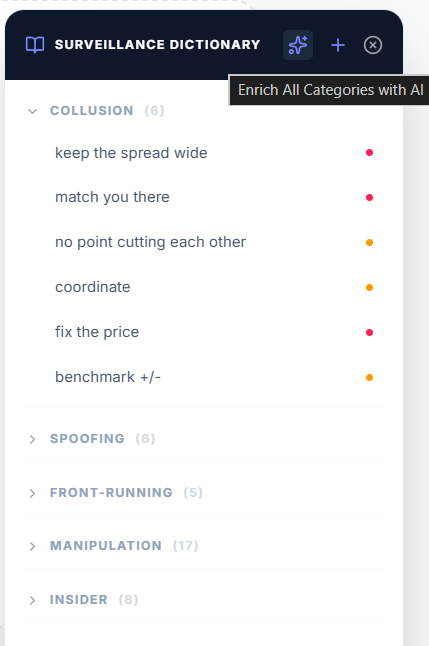 SURVEILLANCE DICTIONARY
Enrich All Categories with AI
COLLUSION (6)
keep the spread wide
match you there
no point cutting each other
coordinate
fix the price
benchmark +/-
SPOOFING (6)
FRONT-RUNNING (5)
MANIPULATION (17)
INSIDER (8)